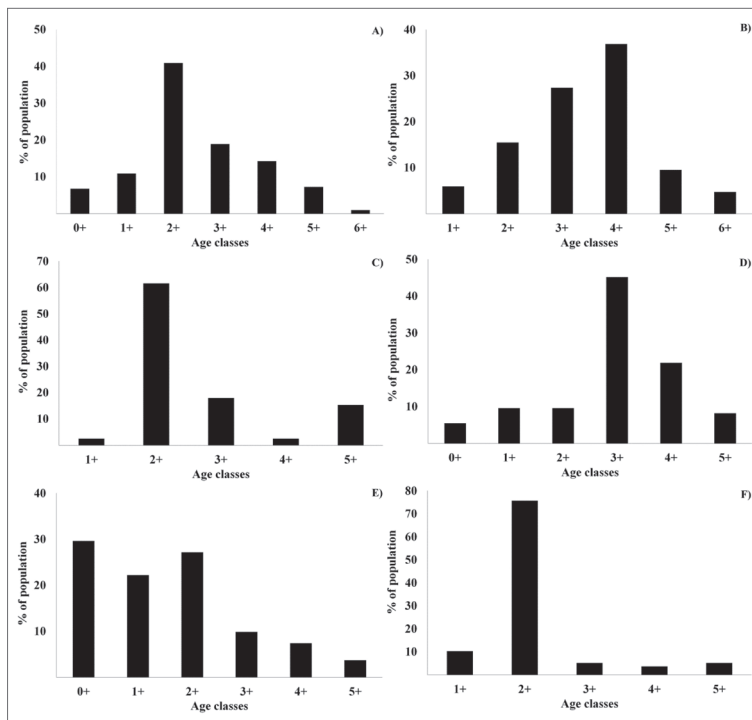 A)
% of population
50
40
30
20
10
0+ 1+ 2+ 3+ 4+ 5+ 6+
Age classes
B)
% of population
40
30
20
10
1+ 2+ 3+ 4+ 5+ 6+
Age classes
C)
% of population
70
60
50
40
30
20
10
1+ 2+ 3+ 4+ 5+
Age classes
D)
% of population
50
40
30
20
10
0+ 1+ 2+ 3+ 4+ 5+
Age classes
E)
% of population
40
30
20
10
0+ 1+ 2+ 3+ 4+ 5+
Age classes
F)
% of population
80
70
60
50
40
30
20
10
1+ 2+ 3+ 4+ 5+
Age classes